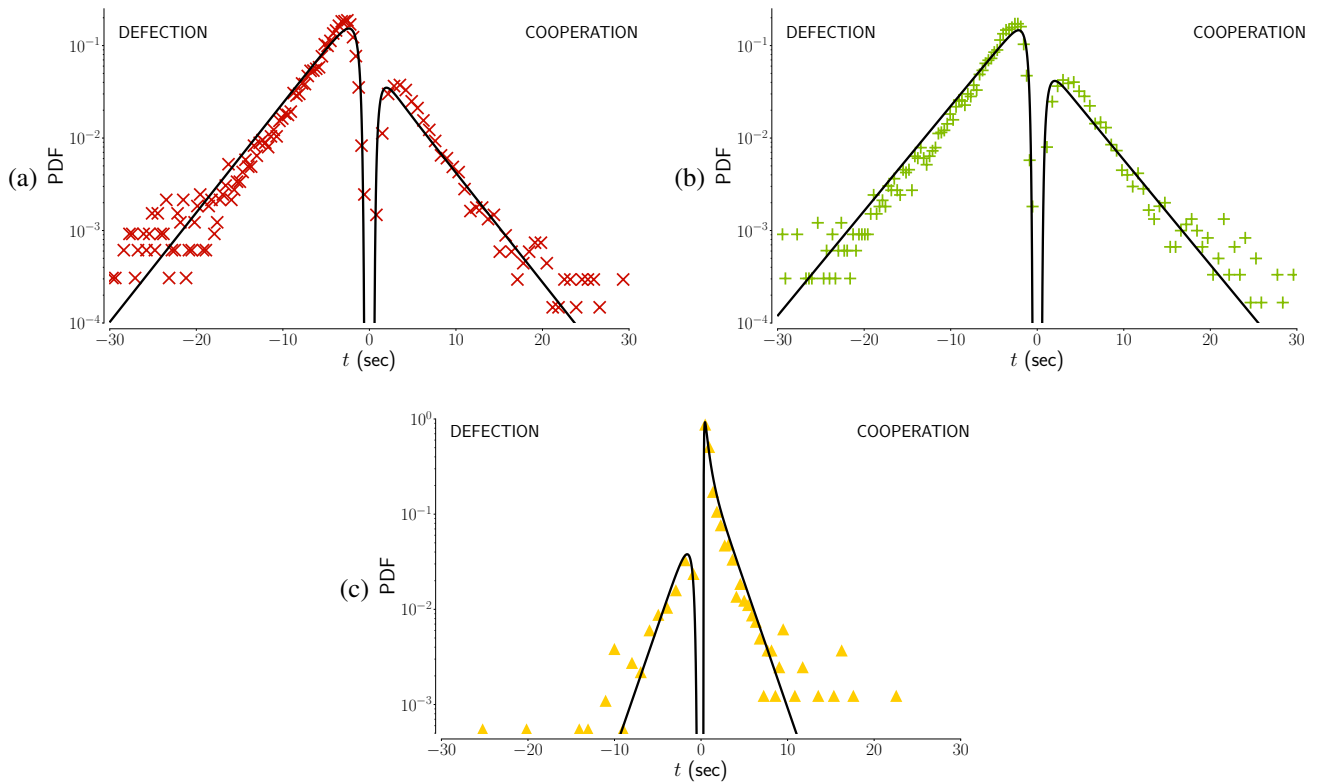 DEFECTION COOPERATION
10⁻¹
10⁻²
10⁻³
10⁻⁴
(a) PDF
−30 −20 −10 0 10 20 30
t (sec)
DEFECTION COOPERATION
10⁻¹
10⁻²
10⁻³
10⁻⁴
(b) PDF
−30 −20 −10 0 10 20 30
t (sec)
DEFECTION COOPERATION
10⁰
10⁻¹
10⁻²
10⁻³
(c) PDF
−30 −20 −10 0 10 20 30
t (sec)